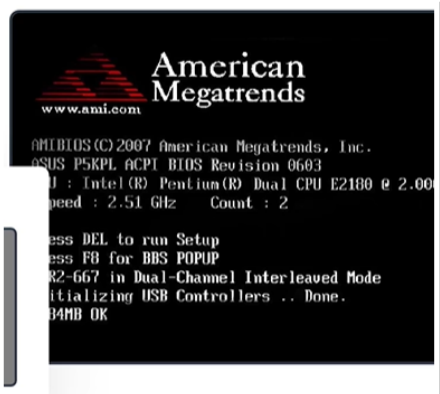 American
Megatrends
www.ami.com
AMIBIOS(C)2007 American Megatrends, Inc.
ASUS P5KPL ACPI BIOS Revision 0603
U : Intel(R) Pentium(R) Dual CPU E2180 @ 2.00
peed : 2.51 GHz Count : 2
ess DEL to run Setup
ess F8 for BBS POPUP
R2-667 in Dual-Channel Interleaved Mode
itializing USB Controllers .. Done.
84MB OK